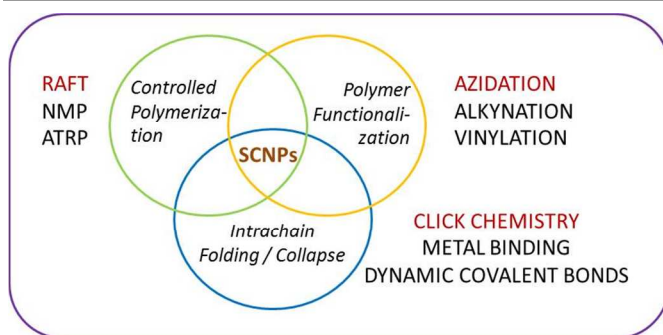 RAFT
NMP
ATRP
Controlled
Polymeriza-
tion
Polymer
Functionali-
zation
AZIDATION
ALKYNATION
VINYLATION
SCNPs
Intrachain
Folding / Collapse
CLICK CHEMISTRY
METAL BINDING
DYNAMIC COVALENT BONDS